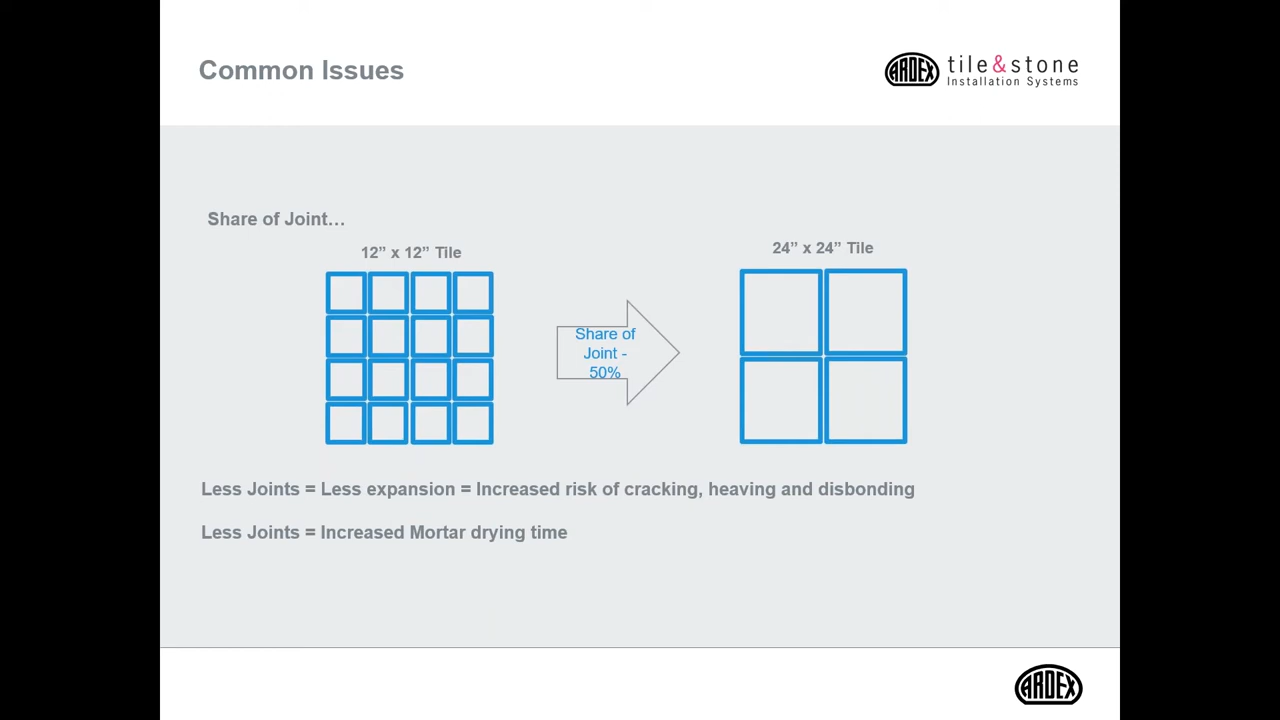 Common Issues
ARDEX
tile&stone
Installation Systems
Share of Joint…
12” x 12” Tile
24” x 24” Tile
Share of
Joint -
50%
Less Joints = Less expansion = Increased risk of cracking, heaving and disbonding
Less Joints = Increased Mortar drying time
ARDEX